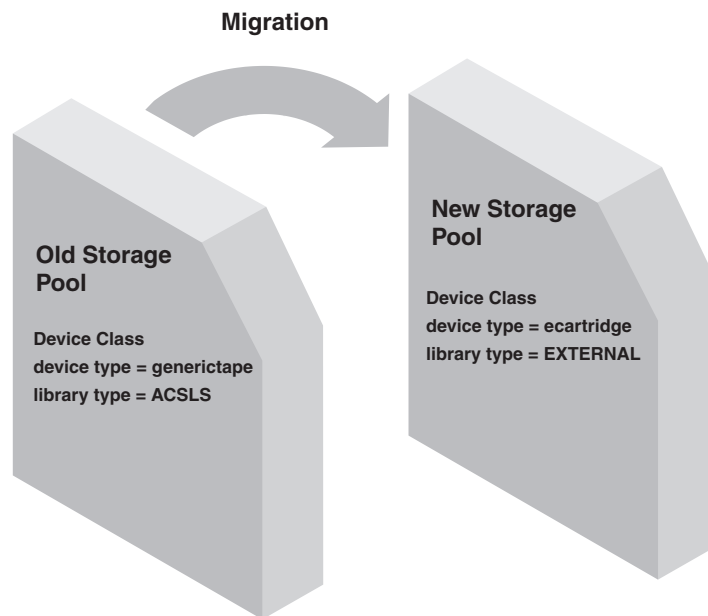 Migration
Old Storage
Pool
Device Class
device type = generictape
library type = ACSLS
New Storage
Pool
Device Class
device type = ecartridge
library type = EXTERNAL